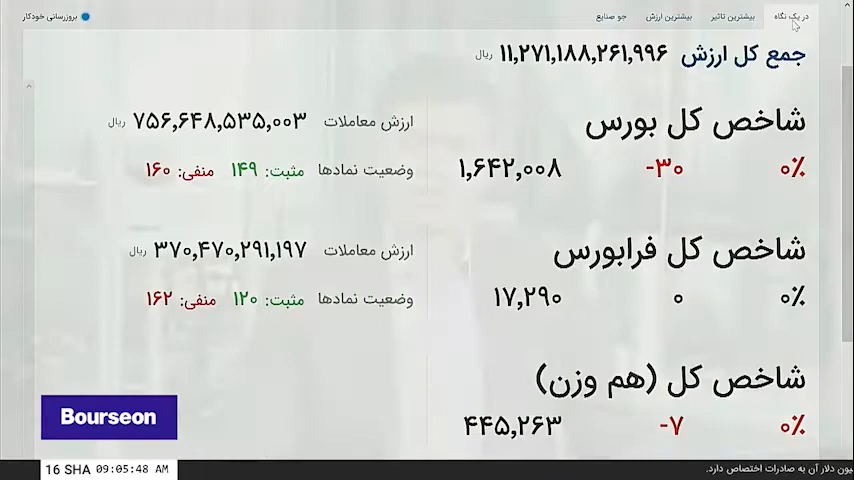 در یک نگاه بیشترین تاثیر بیشترین ارزش جو صنایع بروزرسانی خودکار
جمع کل ارزش ۱۱,۲۷۱,۱۸۸,۲۶۱,۹۹۶ ریال
شاخص کل بورس
۰٪ -۳۰ ۱,۶۴۲,۰۰۸
ارزش معاملات ۷۵۶,۶۴۸,۵۳۵,۰۰۳ ریال
وضعیت نمادها مثبت: ۱۴۹ منفی: ۱۶۰
شاخص کل فرابورس
۰٪ ۰ ۱۷,۲۹۰
ارزش معاملات ۳۷۰,۴۷۰,۲۹۱,۱۹۷ ریال
وضعیت نمادها مثبت: ۱۲۰ منفی: ۱۶۲
شاخص کل (هم وزن)
۰٪ -۷ ۴۴۵,۲۶۳
Bourseon
16 SHA 09:05:48 AM
یون دلار آن به صادرات اختصاص دارد.